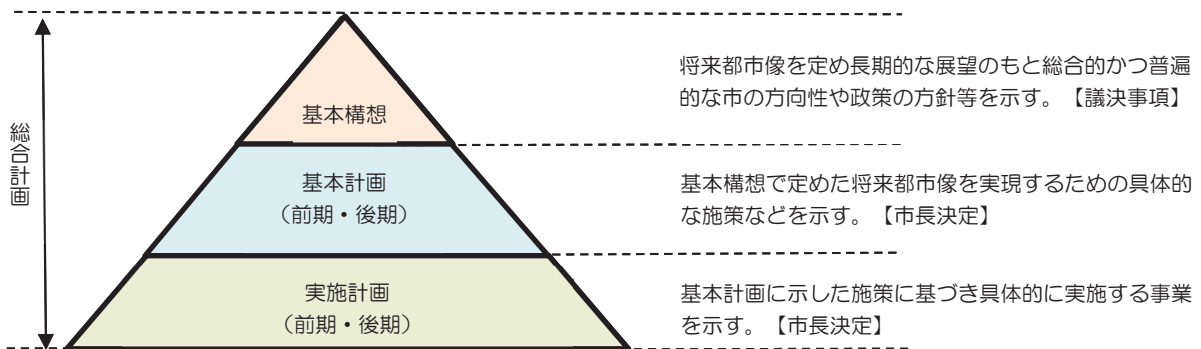 総合計画
基本構想
将来都市像を定め長期的な展望のもと総合的かつ普遍
的な市の方向性や政策の方針等を示す。【議決事項】
基本計画
（前期・後期）
基本構想で定めた将来都市像を実現するための具体的
な施策などを示す。【市長決定】
実施計画
（前期・後期）
基本計画に示した施策に基づき具体的に実施する事業
を示す。【市長決定】